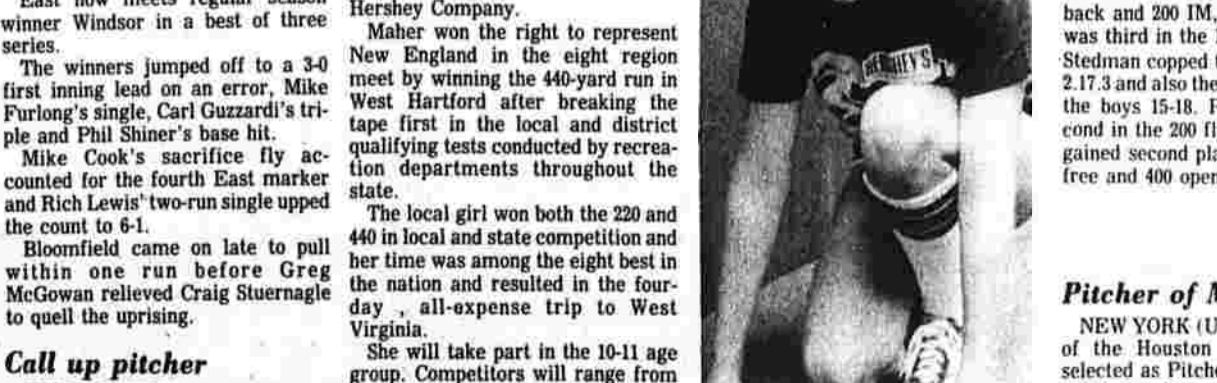 East now meets regular season
winner Windsor in a best of three
series.
The winners jumped off to a 3-0
first inning lead on an error, Mike
Furlong's single, Carl Guzzardi's tri-
ple and Phil Shiner's base hit.
Mike Cook's sacrifice fly ac-
counted for the fourth East marker
and Rich Lewis' two-run single upped
the count to 6-1.
Bloomfield came on late to pull
within one run before Greg
McGowan relieved Craig Stuernagle
to quell the uprising.
Call up pitcher
Hershey Company.
Maher won the right to represent
New England in the eight region
meet by winning the 440-yard run in
West Hartford after breaking the
tape first in the local and district
qualifying tests conducted by recrea-
tion departments throughout the
state.
The local girl won both the 220 and
440 in local and state competition and
her time was among the eight best in
the nation and resulted in the four-
day , all-expense trip to West
Virginia.
She will take part in the 10-11 age
group. Competitors will range from
HERSHEY'S
back and 200 IM,
was third in the
Stedman copped
2.17.3 and also the
the boys 15-18.
cond in the 200
gained second
free and 400
Pitcher of
NEW YORK
of the Houston
selected as